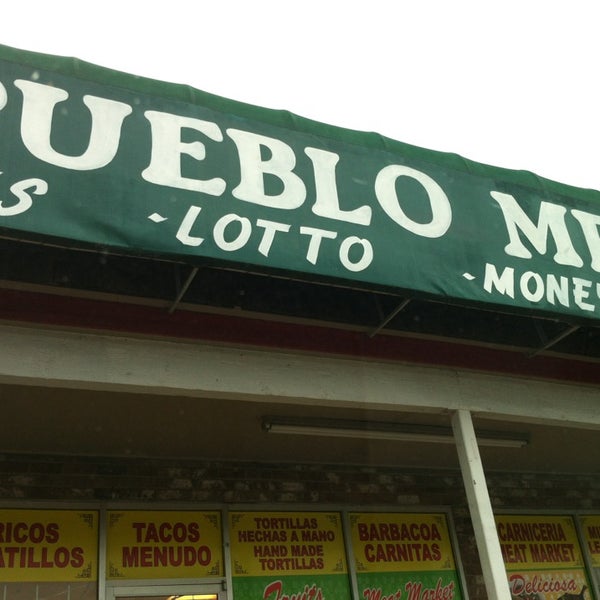 PUEBLO ME
~LOTTO
~MONEY
RICOS
ATILLOS
TACOS
MENUDO
TORTILLAS
HECHAS A MANO
HAND MADE
TORTILLAS
BARBACOA
CARNITAS
CARNICERIA
MEAT MARKET
Fruits
Meat Market
Deliciosa